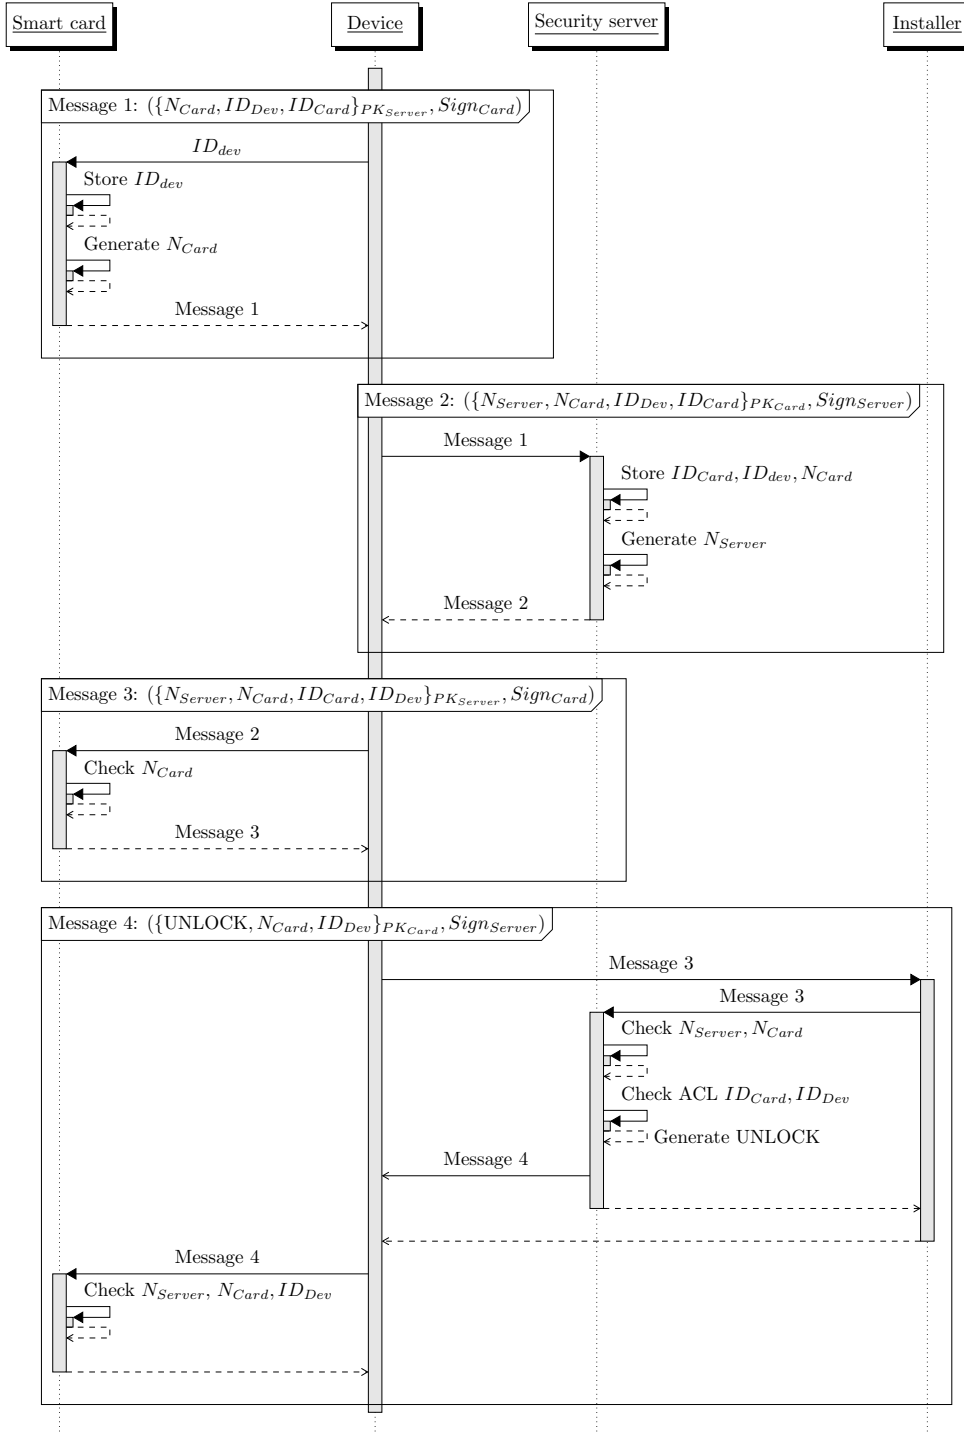 Smart card
Device
Security server
Installer
Message 1: ({N_Card, ID_Dev, ID_Card}_PK_Server, Sign_Card)
ID_dev
Store ID_dev
Generate N_Card
Message 1
Message 2: ({N_Server, N_Card, ID_Dev, ID_Card}_PK_Card, Sign_Server)
Message 1
Store ID_Card, ID_dev, N_Card
Generate N_Server
Message 2
Message 3: ({N_Server, N_Card, ID_Card, ID_Dev}_PK_Server, Sign_Card)
Message 2
Check N_Card
Message 3
Message 4: ({UNLOCK, N_Card, ID_Dev}_PK_Card, Sign_Server)
Message 3
Message 3
Check N_Server, N_Card
Check ACL ID_Card, ID_Dev
Generate UNLOCK
Message 4
Message 4
Check N_Server, N_Card, ID_Dev